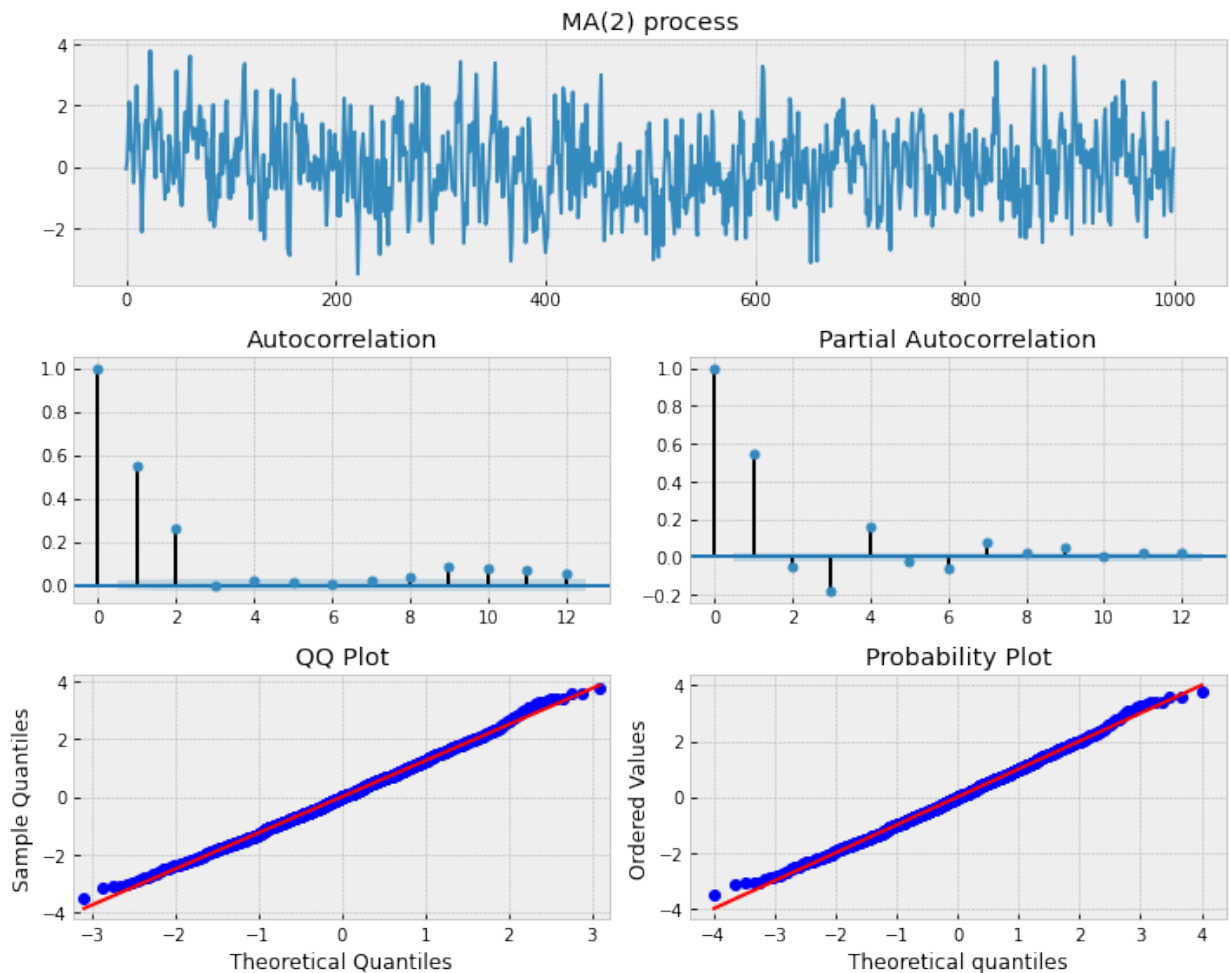 MA(2) process
4
2
0
−2
0 200 400 600 800 1000
Autocorrelation
1.0
0.8
0.6
0.4
0.2
0.0
0 2 4 6 8 10 12
Partial Autocorrelation
1.0
0.8
0.6
0.4
0.2
0.0
−0.2
0 2 4 6 8 10 12
QQ Plot
Sample Quantiles
4
2
0
−2
−4
−3 −2 −1 0 1 2 3
Theoretical Quantiles
Probability Plot
Ordered Values
4
2
0
−2
−4
−4 −3 −2 −1 0 1 2 3 4
Theoretical quantiles